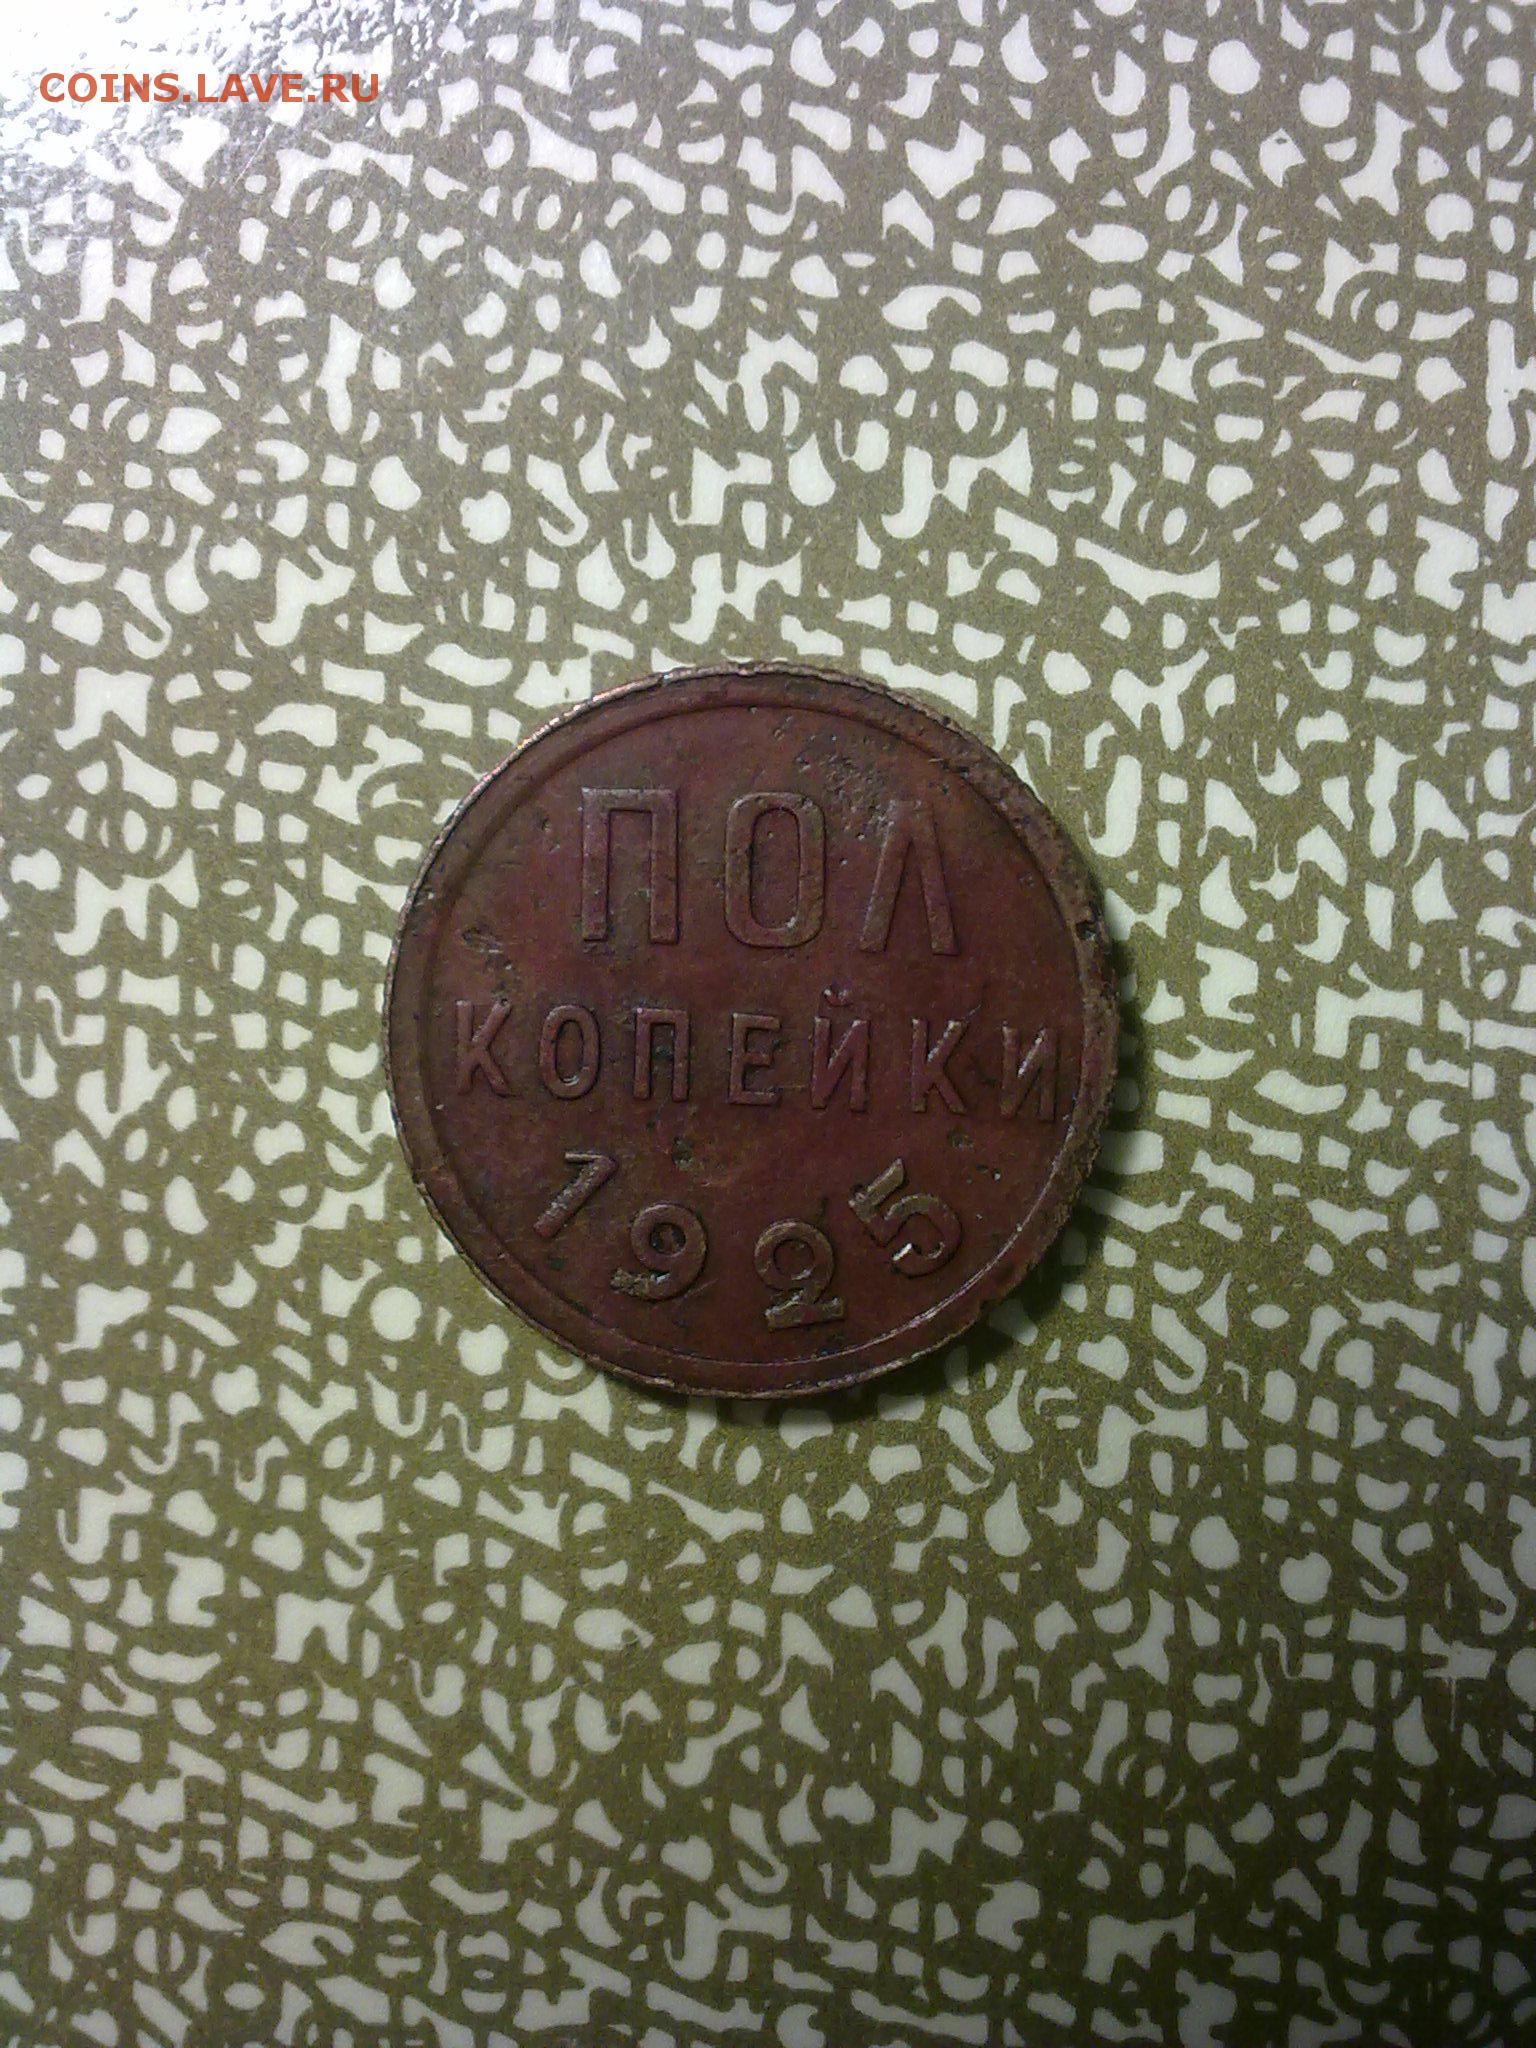 COINS.LAVE.RU
ПОЛ
КОПЕЙКИ
1925